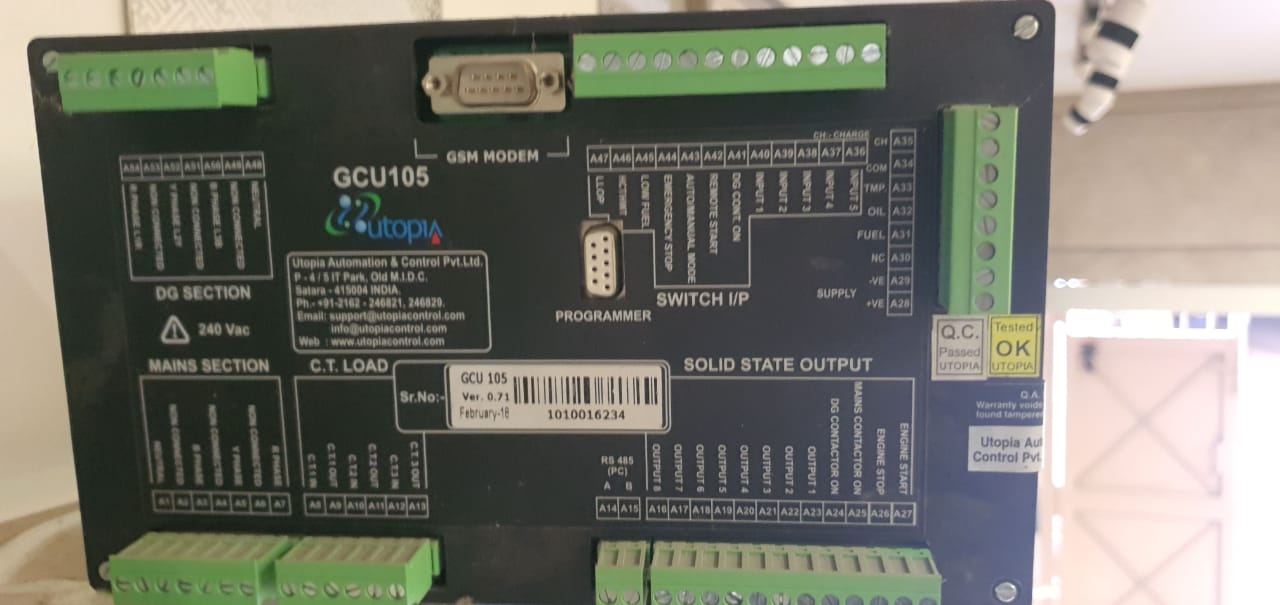 GSM MODEM
GCU105
utopia
Utopia Automation & Control Pvt.Ltd.
P - 4 / 5 IT Park, Old M.I.D.C.
Satara - 415004 INDIA.
Ph.- +91-2162 - 246821, 246829.
Email: support@utopiacontrol.com
info@utopiacontrol.com
Web : www.utopiacontrol.com
A54 A53 A52 A51 A50 A49 A48
R PHASE
NON CONNECTED
Y PHASE
NON CONNECTED
B PHASE
NON CONNECTED
NEUTRAL
DG SECTION
240 Vac
CH:- CHARGE
A47 A46 A45 A44 A43 A42 A41 A40 A39 A38 A37 A36
LLOP
LOW FUEL
EMERGENCY STOP
AUTO/MANUAL MODE
REMOTE START
DG CONT. ON
INPUT 1
INPUT 2
INPUT 3
INPUT 4
INPUT 5
SWITCH I/P
PROGRAMMER
CH A35
COM A34
TMP. A33
OIL A32
FUEL A31
NC A30
-VE A29
+VE A28
SUPPLY
Q.C.
Passed
UTOPIA
Tested
OK
UTOPIA
MAINS SECTION
NEUTRAL
NON CONNECTED
B PHASE
NON CONNECTED
Y PHASE
NON CONNECTED
R PHASE
A1 A2 A3 A4 A5 A6 A7
C.T. LOAD
C.T.1 IN
C.T.1 OUT
C.T.2 IN
C.T.2 OUT
C.T.3 IN
C.T. 3 OUT
A8 A9 A10 A11 A12 A13
Sr.No:-
GCU 105
Ver. 0.71
February-18
1010016234
SOLID STATE OUTPUT
RS 485
(PC)
A B
A14 A15
OUTPUT 8
OUTPUT 7
OUTPUT 6
OUTPUT 5
OUTPUT 4
OUTPUT 3
OUTPUT 2
OUTPUT 1
DG CONTACTOR ON
MAINS CONTACTOR ON
ENGINE STOP
ENGINE START
A16 A17 A18 A19 A20 A21 A22 A23 A24 A25 A26 A27
Q.A.
Warranty voids
found tampere
Utopia Aut
Control Pvt